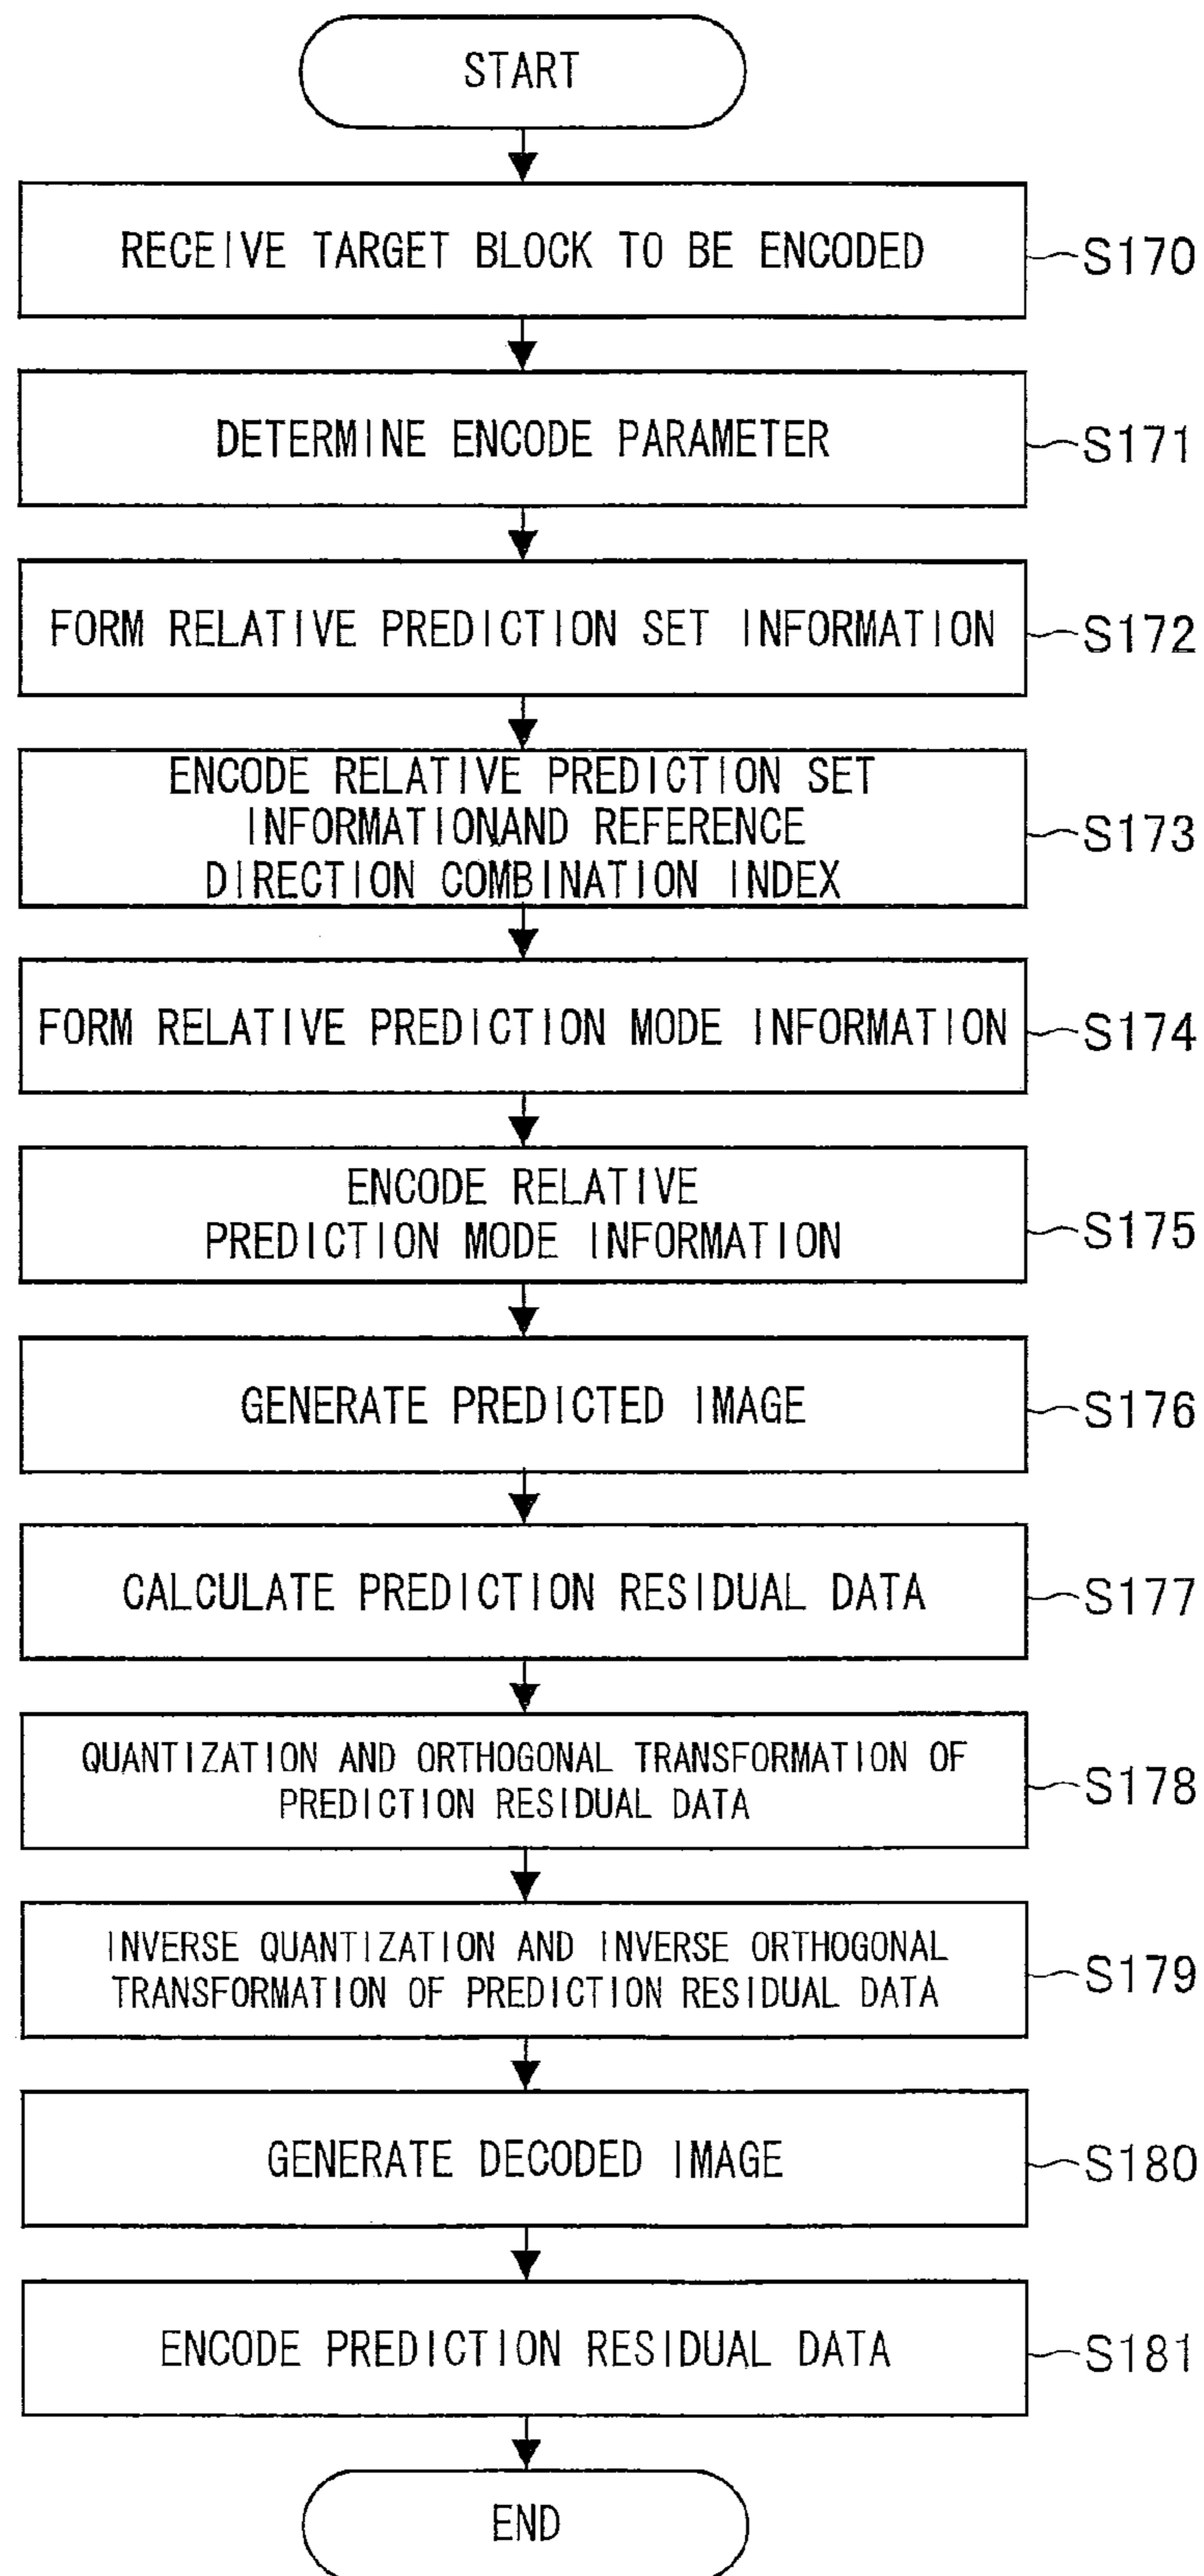 START
RECEIVE TARGET BLOCK TO BE ENCODED
S170
DETERMINE ENCODE PARAMETER
S171
FORM RELATIVE PREDICTION SET INFORMATION
S172
ENCODE RELATIVE PREDICTION SET
INFORMATIONAND REFERENCE
DIRECTION COMBINATION INDEX
S173
FORM RELATIVE PREDICTION MODE INFORMATION
S174
ENCODE RELATIVE
PREDICTION MODE INFORMATION
S175
GENERATE PREDICTED IMAGE
S176
CALCULATE PREDICTION RESIDUAL DATA
S177
QUANTIZATION AND ORTHOGONAL TRANSFORMATION OF
PREDICTION RESIDUAL DATA
S178
INVERSE QUANTIZATION AND INVERSE ORTHOGONAL
TRANSFORMATION OF PREDICTION RESIDUAL DATA
S179
GENERATE DECODED IMAGE
S180
ENCODE PREDICTION RESIDUAL DATA
S181
END